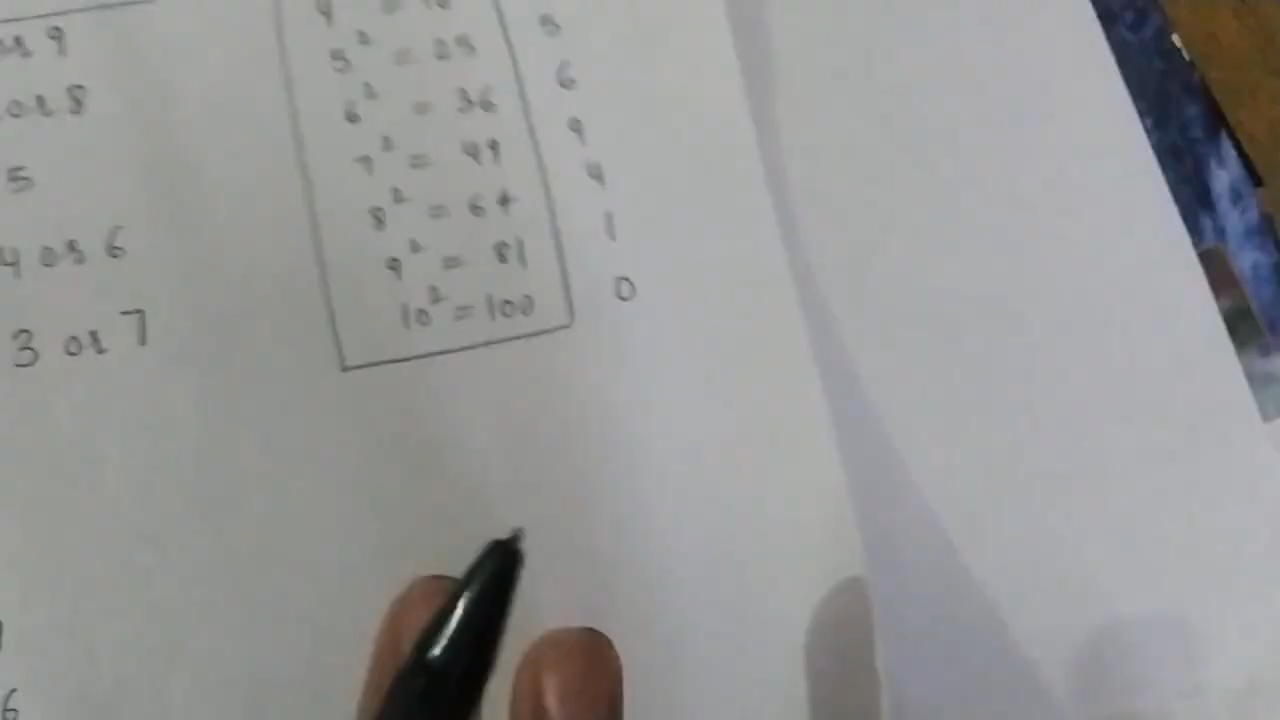 or 9
or 8
5
4 or 6
3 or 7
5² = 25
6² = 36
7² = 49
8² = 64
9² = 81
10² = 100
5
6
9
4
1
0
6